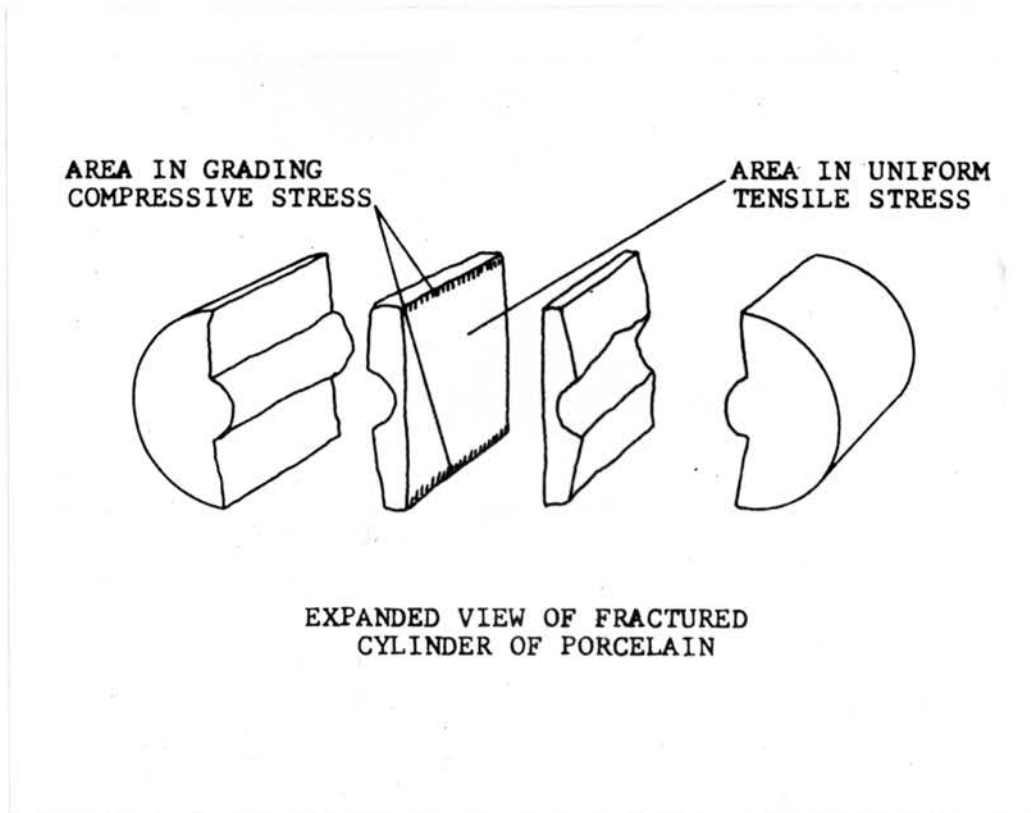 AREA IN GRADING
COMPRESSIVE STRESS
AREA IN UNIFORM
TENSILE STRESS
EXPANDED VIEW OF FRACTURED
CYLINDER OF PORCELAIN